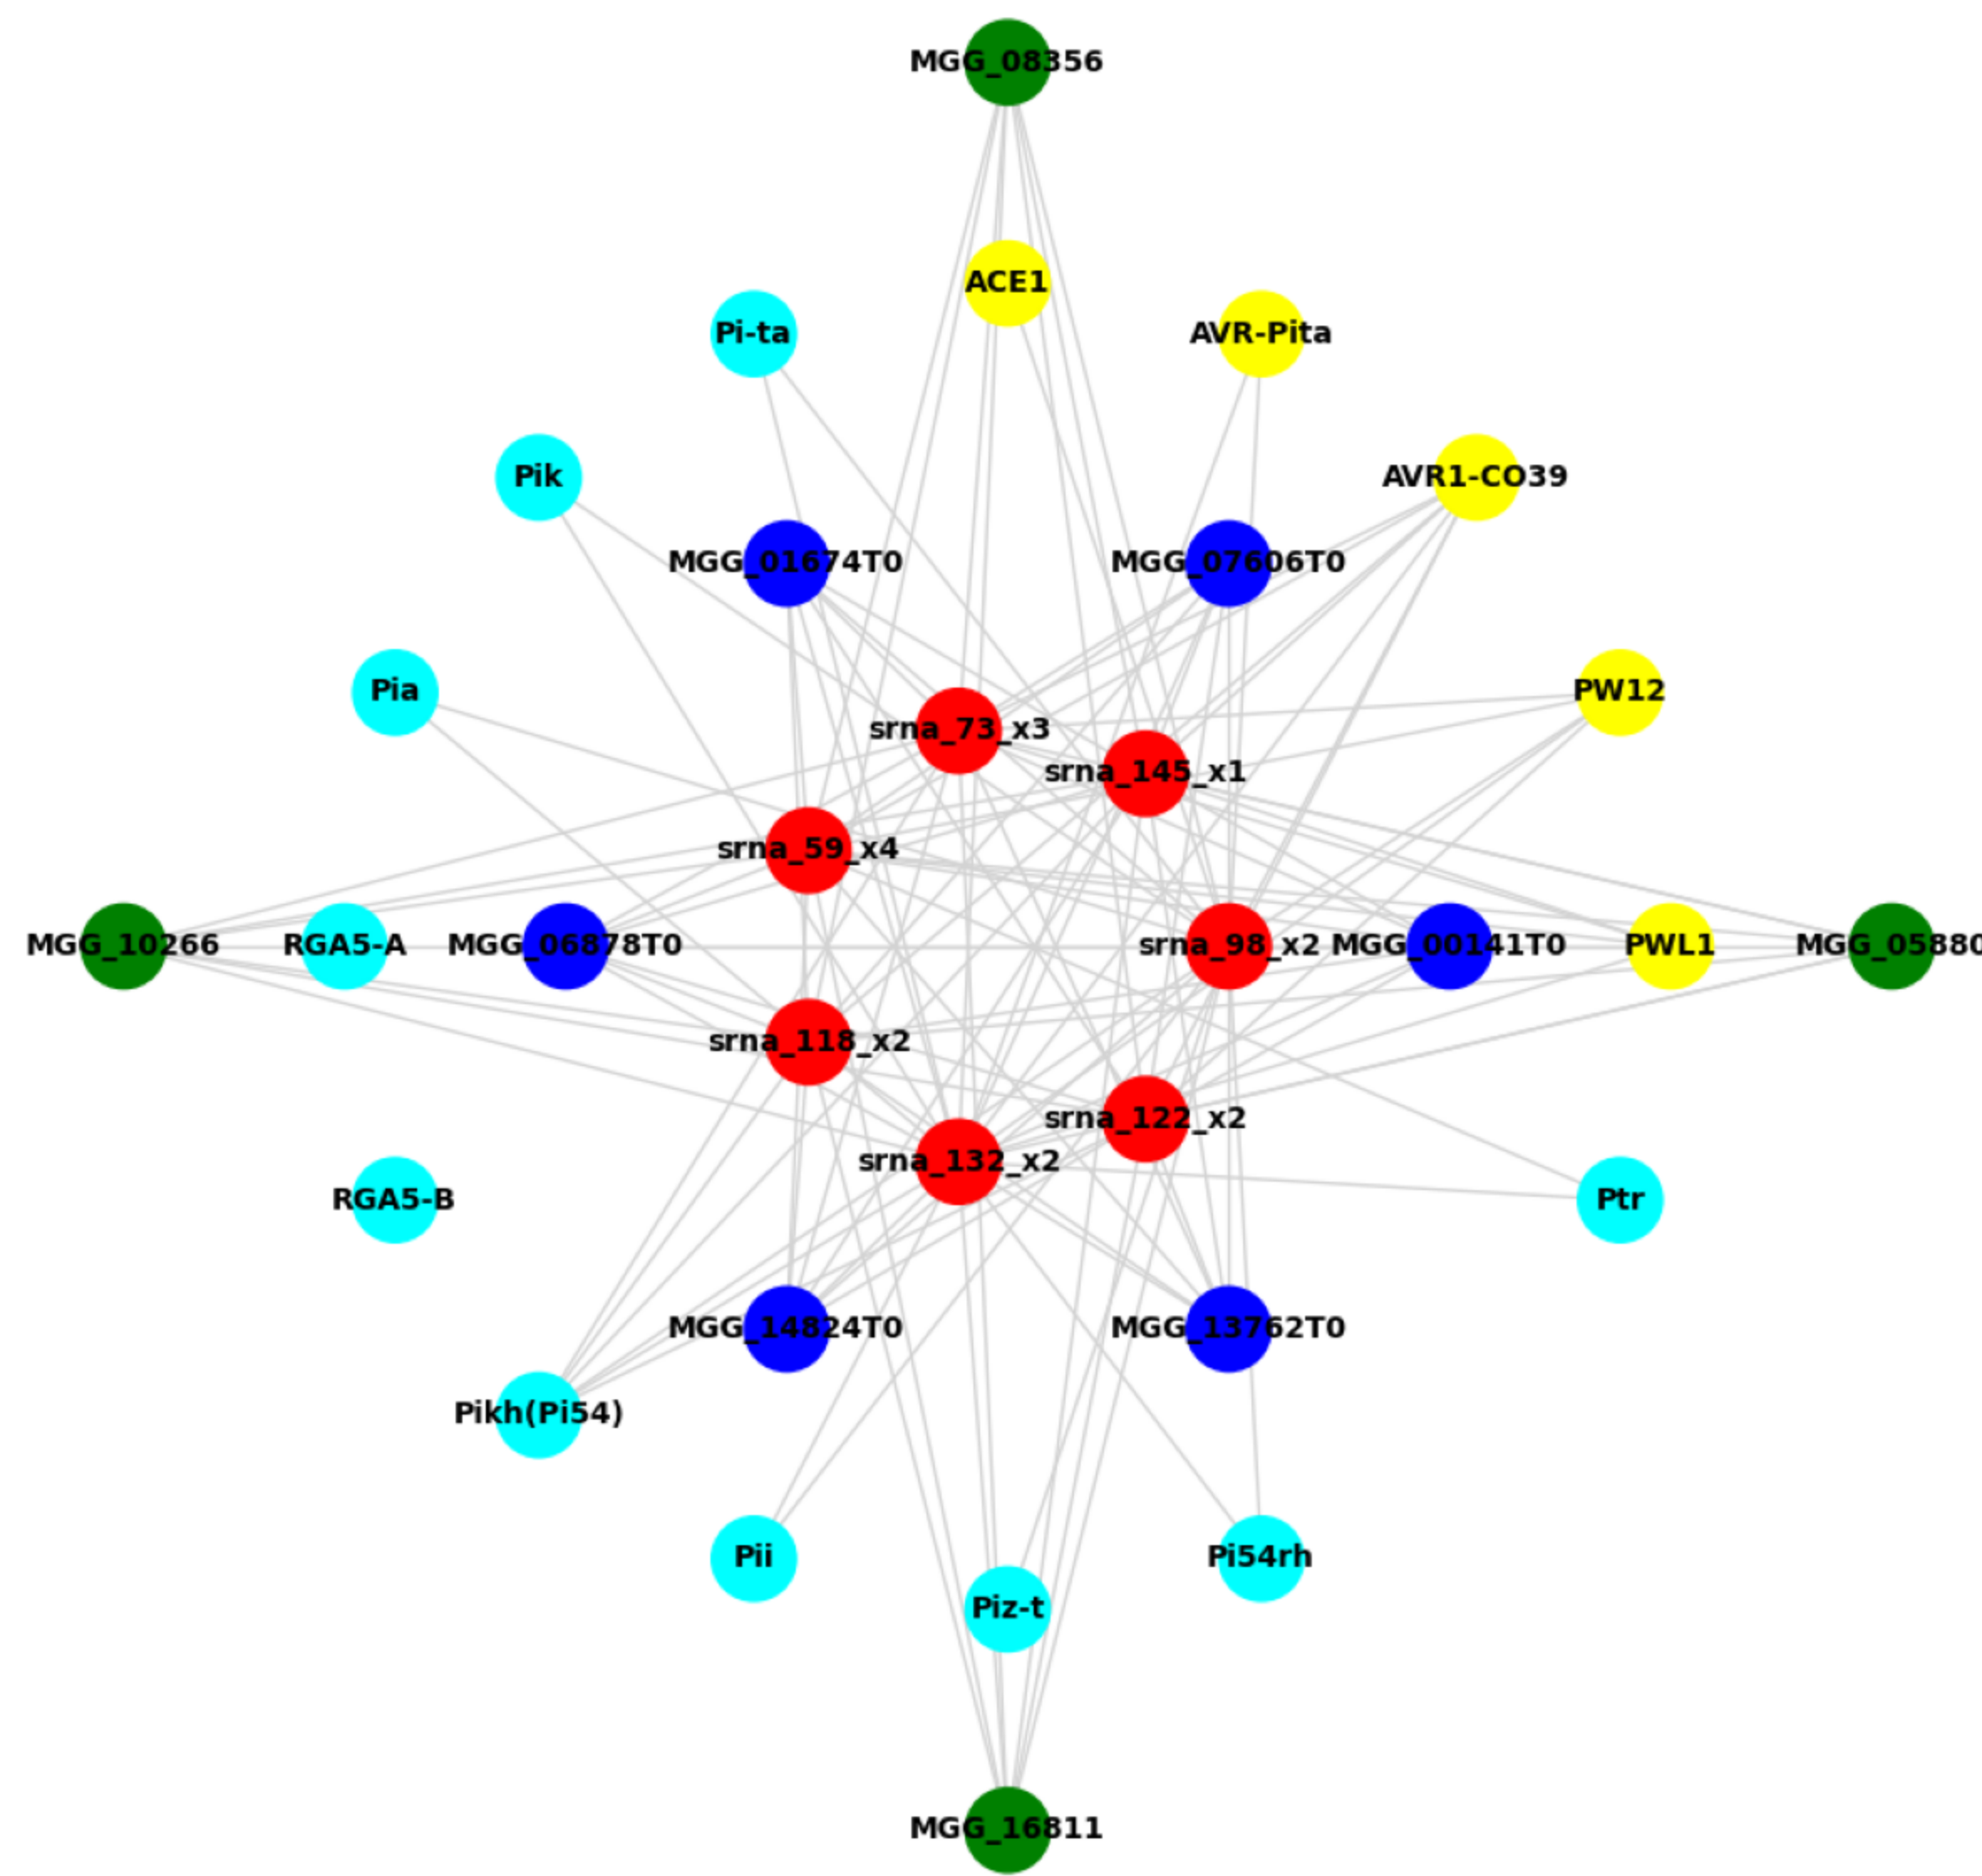 MGG_08356
ACE1
Pi-ta
AVR-Pita
Pik
AVR1-CO39
MGG_01674T0
MGG_07606T0
Pia
PW12
srna_73_x3
srna_145_x1
srna_59_x4
MGG_10266
RGA5-A
MGG_06878T0
srna_98_x2
MGG_00141T0
PWL1
MGG_05880
srna_118_x2
srna_122_x2
srna_132_x2
RGA5-B
Ptr
MGG_14824T0
MGG_13762T0
Pikh(Pi54)
Pii
Pi54rh
Piz-t
MGG_16811